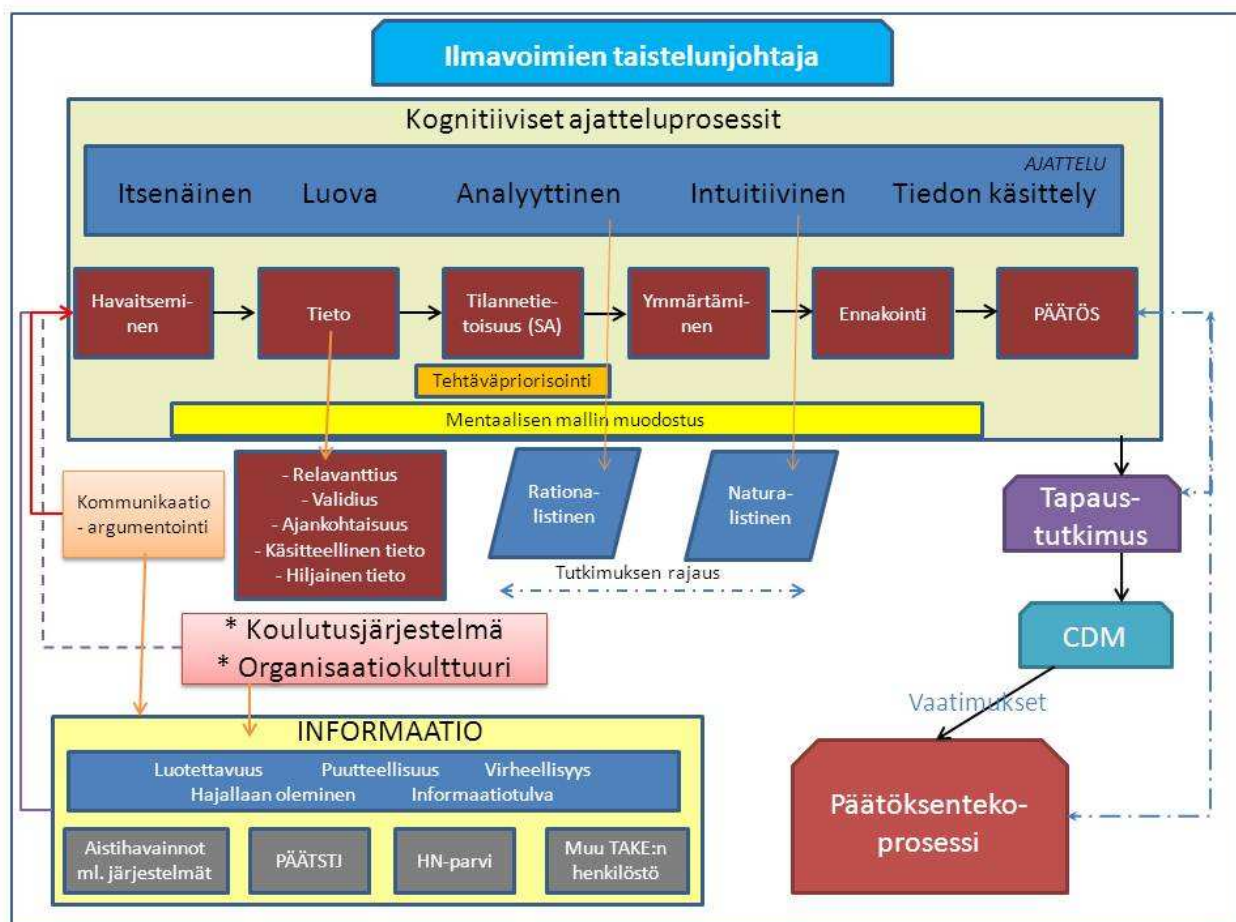 Ilmavoimien taistelunjohtaja
Kognitiiviset ajatteluprosessit
AJATTELU
Itsenäinen Luova Analyyttinen Intuitiivinen Tiedon käsittely
Havaitsemi-
nen
Tieto
Tilannetie-
toisuus (SA)
Ymmärtämi-
nen
Ennakointi
PÄÄTÖS
Tehtäväpriorisointi
Mentaalisen mallin muodostus
Kommunikaatio
- argumentointi
- Relavanttius
- Validius
- Ajankohtaisuus
- Käsitteellinen tieto
- Hiljainen tieto
Rationa-
listinen
Natura-
listinen
Tutkimuksen rajaus
Tapaus-
tutkimus
CDM
Vaatimukset
Päätöksenteko-
prosessi
* Koulutusjärjestelmä
* Organisaatiokulttuuri
INFORMAATIO
Luotettavuus Puutteellisuus Virheellisyys
Hajallaan oleminen Informaatiotulva
Aistihavainnot
ml. järjestelmät
PÄÄTSTJ
HN-parvi
Muu TAKE:n
henkilöstö